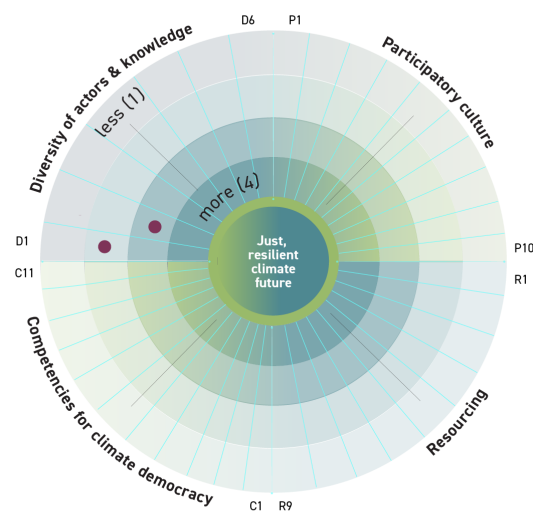 D6
P1
Diversity of actors & knowledge
Participatory culture
less (1)
more (4)
Just,
resilient
climate
future
D1
P10
C11
R1
Competencies for climate democracy
Resourcing
C1
R9